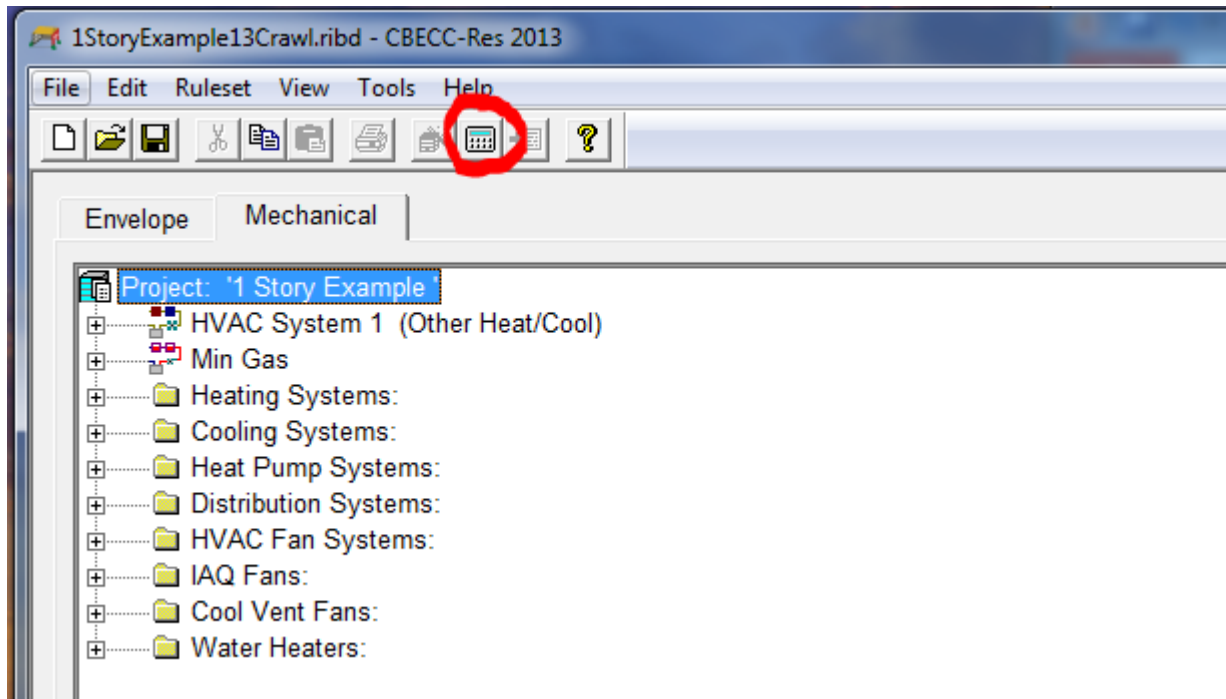 1StoryExample13Crawl.ribd - CBECC-Res 2013
File Edit Ruleset View Tools Help
Envelope Mechanical
Project: '1 Story Example '
HVAC System 1 (Other Heat/Cool)
Min Gas
Heating Systems:
Cooling Systems:
Heat Pump Systems:
Distribution Systems:
HVAC Fan Systems:
IAQ Fans:
Cool Vent Fans:
Water Heaters: